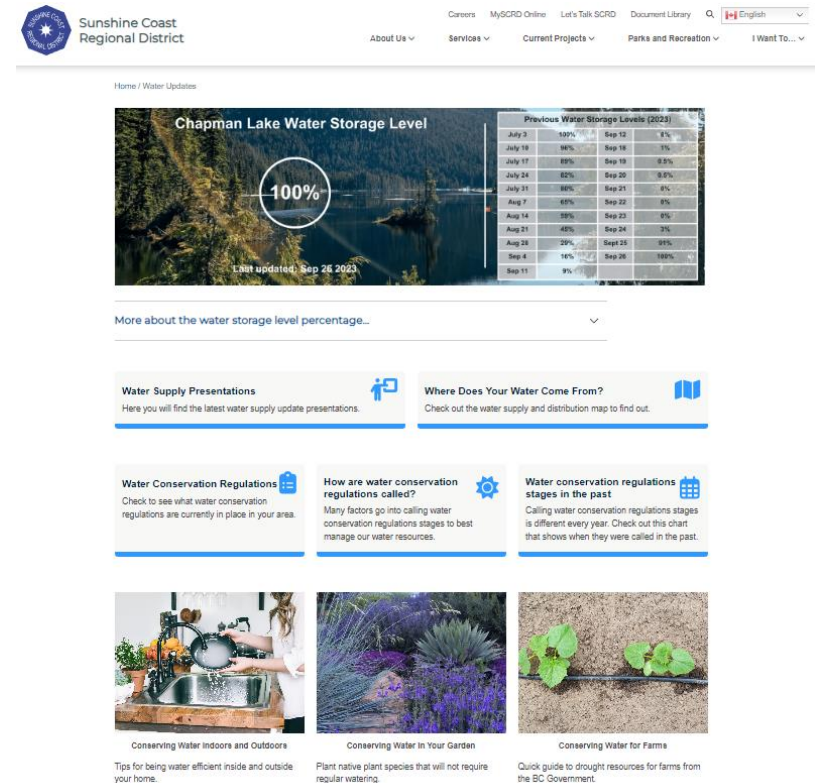 Sunshine Coast
Regional District
Careers MySCRD Online Let's Talk SCRD Document Library English
About Us Services Current Projects Parks and Recreation I Want To...
Home / Water Updates
Chapman Lake Water Storage Level
100%
Last updated: Sep 26 2023
Previous Water Storage Levels (2023)
July 3 100% Sep 12
July 10 96% Sep 18 1%
July 17 89% Sep 19 0.5%
July 24 82% Sep 20
July 31 Sep 21
Aug 7 65% Sep 22
Aug 14 59% Sep 23
Aug 21 Sep 24 3%
Aug 28 29% Sept 25 91%
Sep 4 16% Sep 26 100%
Sep 11 9%
More about the water storage level percentage...
Water Supply Presentations
Here you will find the latest water supply update presentations.
Where Does Your Water Come From?
Check out the water supply and distribution map to find out.
Water Conservation Regulations
Check to see what water conservation
regulations are currently in place in your area.
How are water conservation
regulations called?
Many factors go into calling water
conservation regulations stages to best
manage our water resources.
Water conservation regulations
stages in the past
Calling water conservation regulations stages
is different every year. Check out this chart
that shows when they were called in the past.
Conserving Water Indoors and Outdoors
Tips for being water efficient inside and outside
your home.
Conserving Water in Your Garden
Plant native plant species that will not require
regular watering.
Conserving Water for Farms
Quick guide to drought resources for farms from
the BC Government.